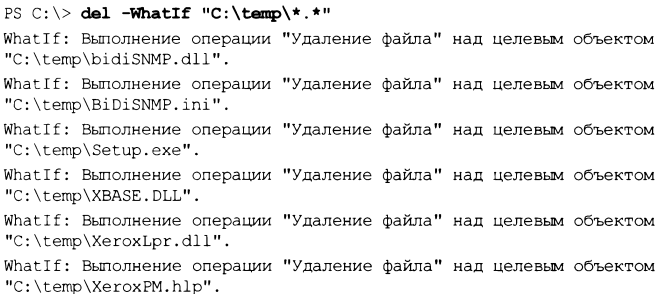 PS C:\> del -WhatIf "C:\temp\*.*"
WhatIf: Выполнение операции "Удаление файла" над целевым объектом
"C:\temp\bidiSNMP.dll".
WhatIf: Выполнение операции "Удаление файла" над целевым объектом
"C:\temp\BiDiSNMP.ini".
WhatIf: Выполнение операции "Удаление файла" над целевым объектом
"C:\temp\Setup.exe".
WhatIf: Выполнение операции "Удаление файла" над целевым объектом
"C:\temp\XBASE.DLL".
WhatIf: Выполнение операции "Удаление файла" над целевым объектом
"C:\temp\XeroxLpr.dll".
WhatIf: Выполнение операции "Удаление файла" над целевым объектом
"C:\temp\XeroxPM.hlp".